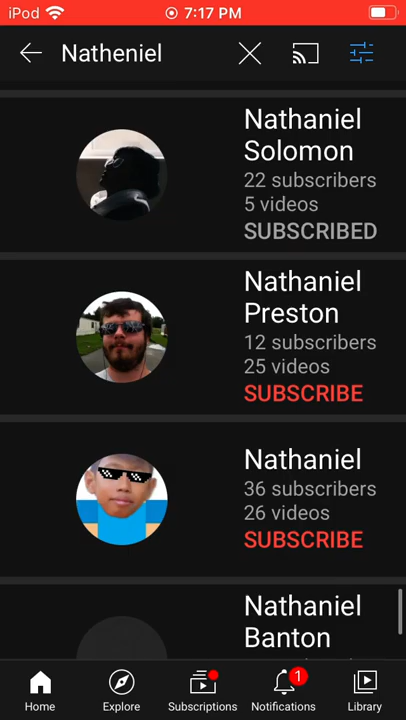 iPod 7:17 PM
Natheniel
Nathaniel
Solomon
22 subscribers
5 videos
SUBSCRIBED
Nathaniel
Preston
12 subscribers
25 videos
SUBSCRIBE
Nathaniel
36 subscribers
26 videos
SUBSCRIBE
Nathaniel
Banton
1
Home Explore Subscriptions Notifications Library